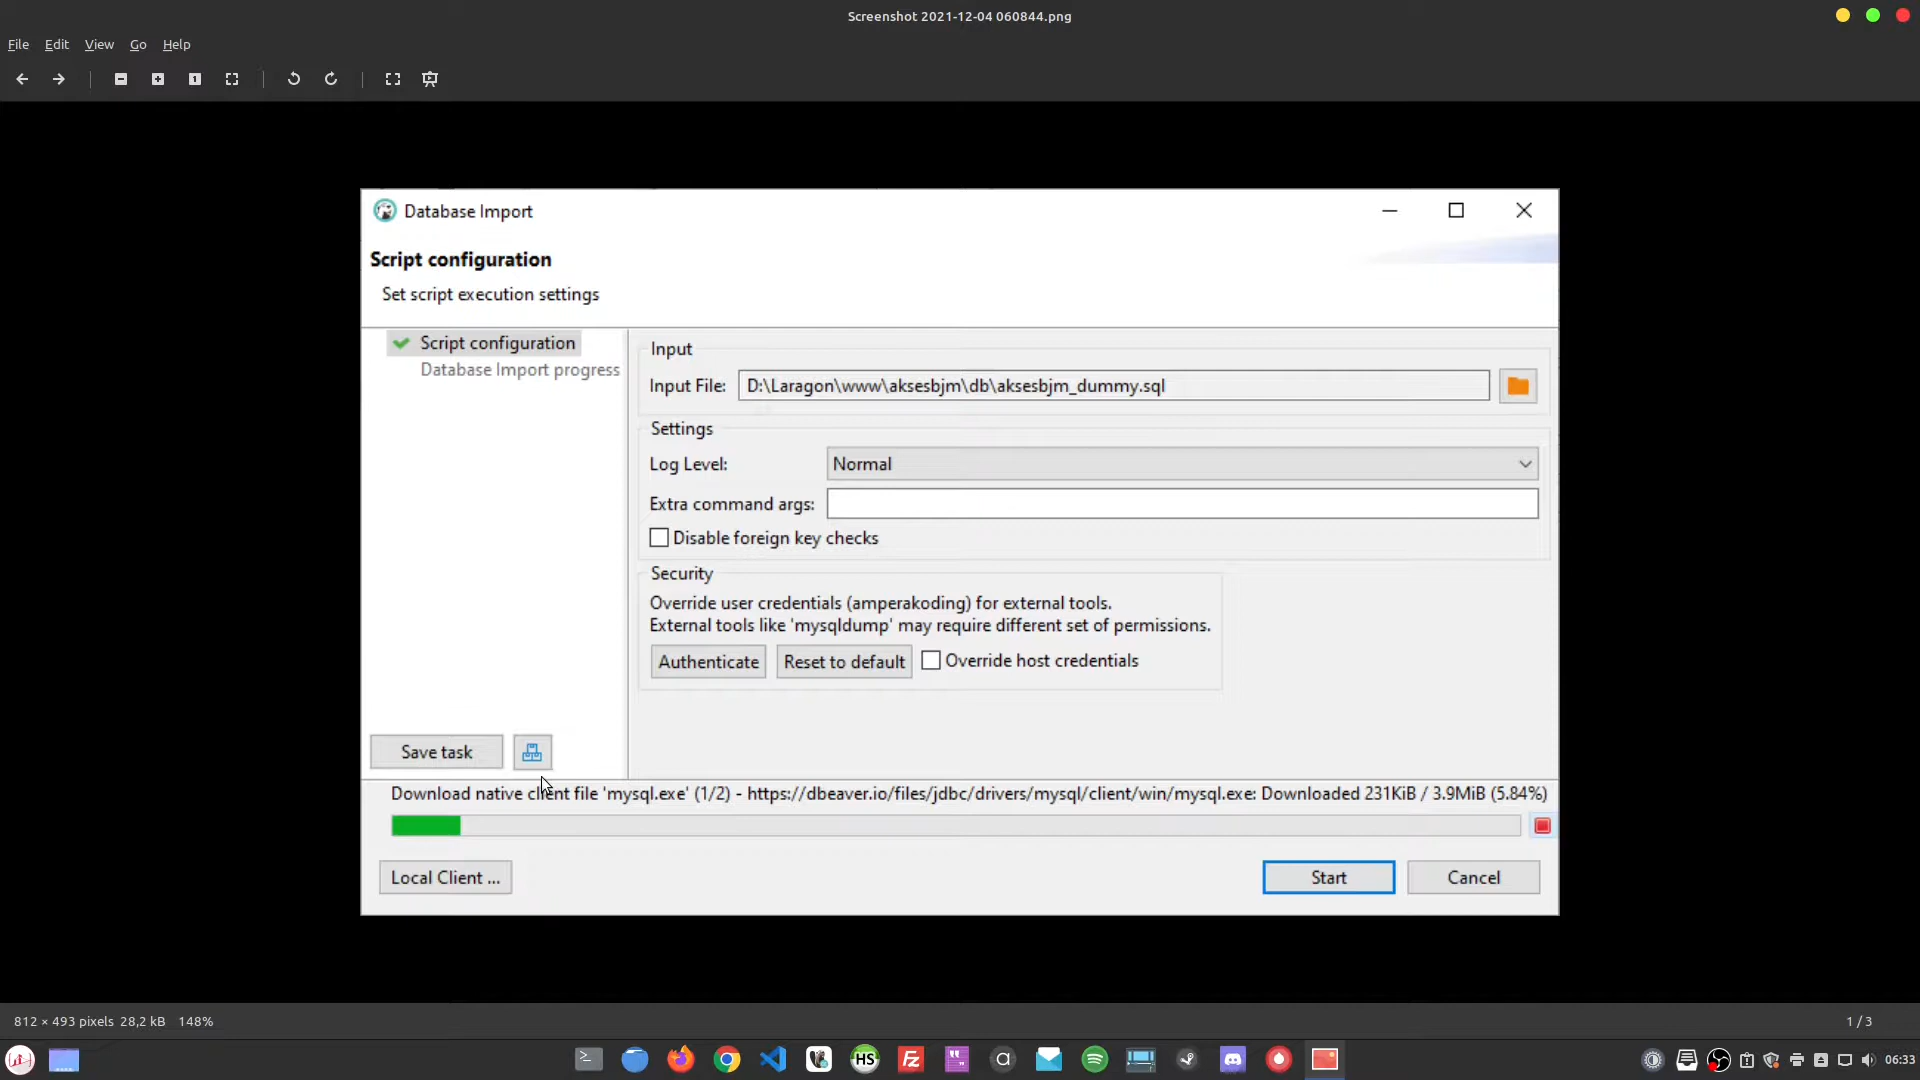 Screenshot 2021-12-04 060844.png
File Edit View Go Help
Database Import
Script configuration
Set script execution settings
Script configuration
Database Import progress
Input
Input File: D:\Laragon\www\aksesbjm\db\aksesbjm_dummy.sql
Settings
Log Level: Normal
Extra command args:
Disable foreign key checks
Security
Override user credentials (amperakoding) for external tools.
External tools like 'mysqldump' may require different set of permissions.
Authenticate Reset to default Override host credentials
Save task
Download native client file 'mysql.exe' (1/2) - https://dbeaver.io/files/jdbc/drivers/mysql/client/win/mysql.exe: Downloaded 231KiB / 3.9MiB (5.84%)
Local Client ... Start Cancel
812 × 493 pixels 28,2 kB 148% 1 / 3
HS FZ a 06:33